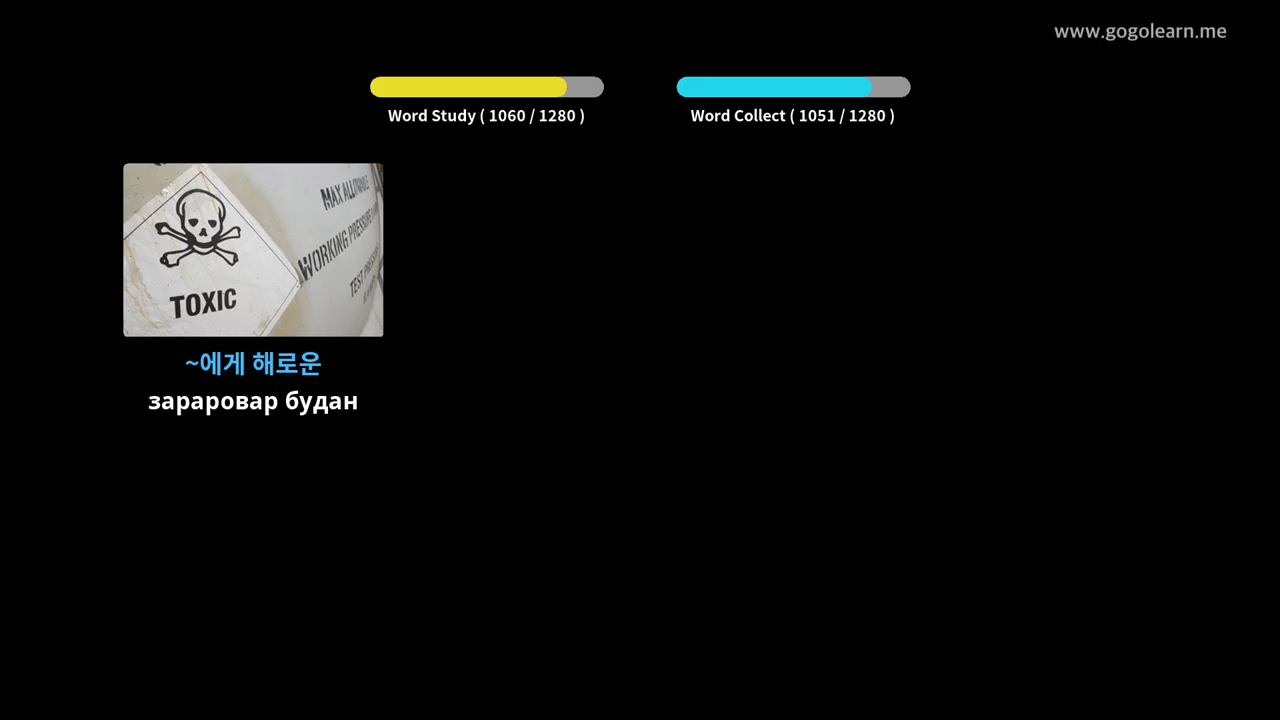 www.gogolearn.me
Word Study ( 1060 / 1280 )
Word Collect ( 1051 / 1280 )
MAX ALLOWABLE
WORKING PRESSURE
TEST
TOXIC
~에게 해로운
зараровар будан